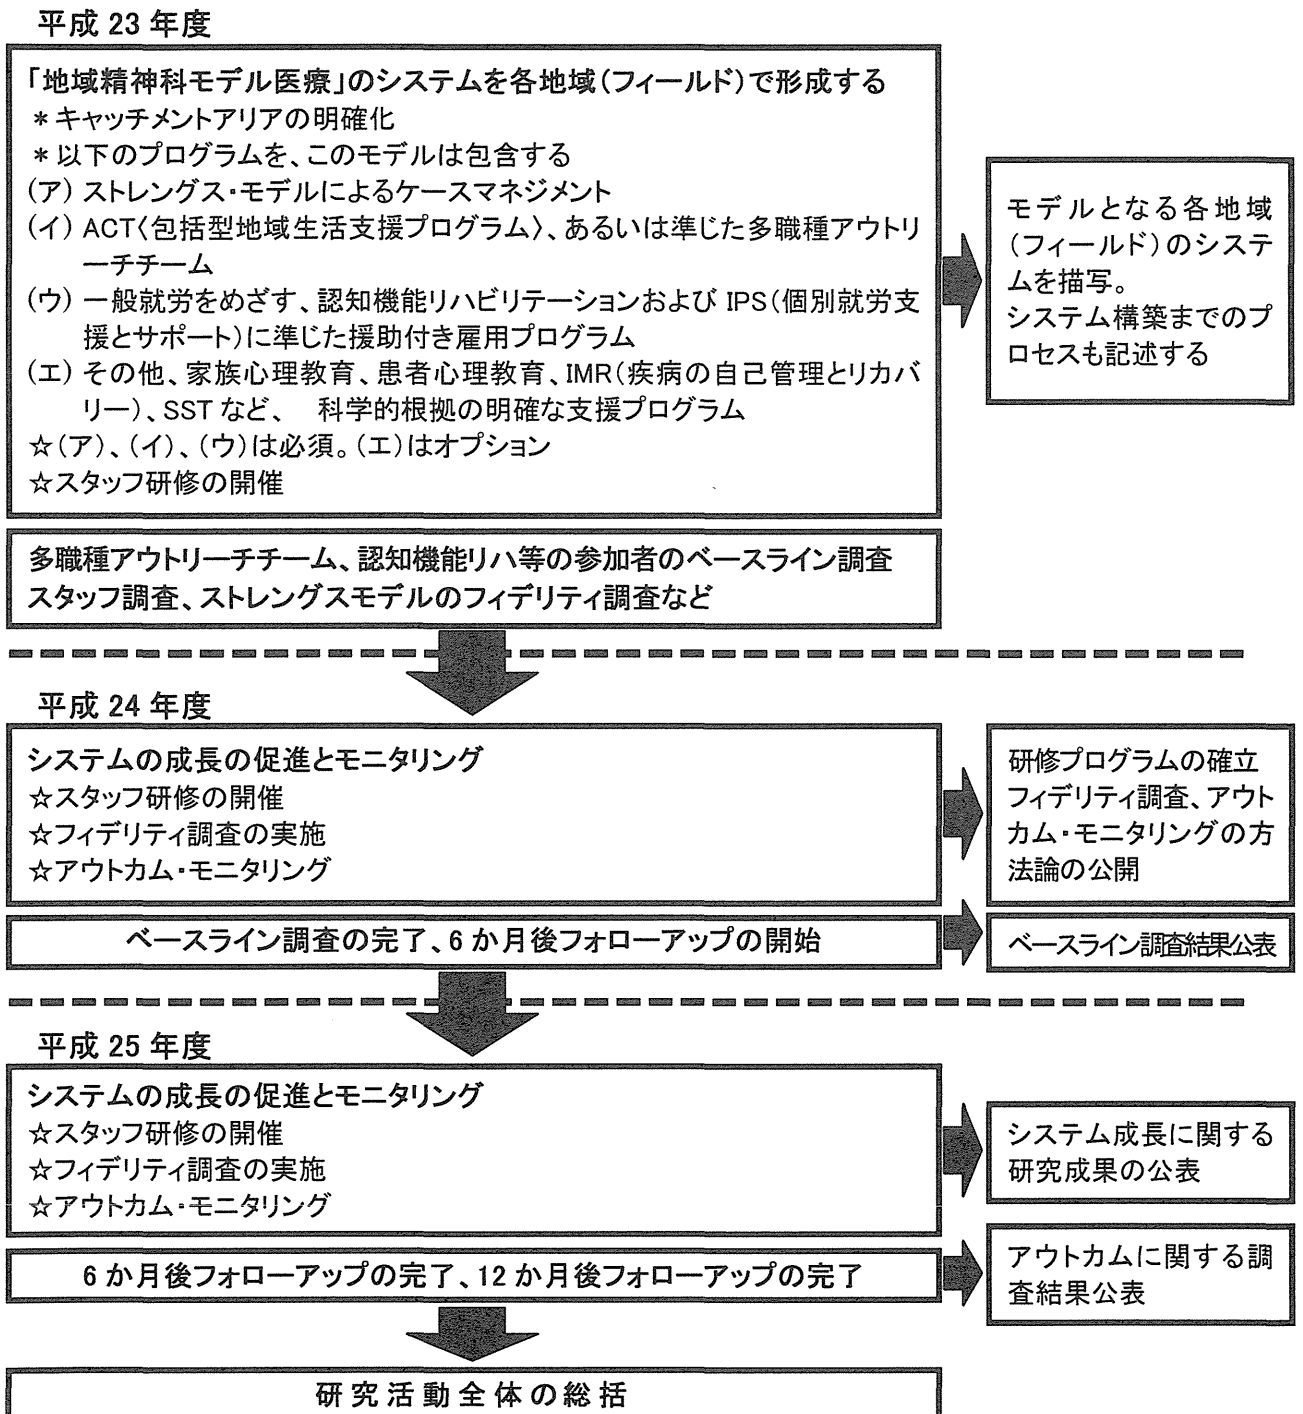 平成 23 年度
「地域精神科モデル医療」のシステムを各地域(フィールド)で形成する
＊キャッチメントアリアの明確化
＊以下のプログラムを、このモデルは包含する
(ア) ストレングス・モデルによるケースマネジメント
(イ) ACT〈包括型地域生活支援プログラム〉、あるいは準じた多職種アウトリ
ーチチーム
(ウ) 一般就労をめざす、認知機能リハビリテーションおよび IPS(個別就労支
援とサポート)に準じた援助付き雇用プログラム
(エ) その他、家族心理教育、患者心理教育、IMR(疾病の自己管理とリカバ
リー)、SST など、　科学的根拠の明確な支援プログラム
☆(ア)、(イ)、(ウ)は必須。(エ)はオプション
☆スタッフ研修の開催
モデルとなる各地域
(フィールド)のシステ
ムを描写。
システム構築までのプ
ロセスも記述する
多職種アウトリーチチーム、認知機能リハ等の参加者のベースライン調査
スタッフ調査、ストレングスモデルのフィデリティ調査など
平成 24 年度
システムの成長の促進とモニタリング
☆スタッフ研修の開催
☆フィデリティ調査の実施
☆アウトカム・モニタリング
研修プログラムの確立
フィデリティ調査、アウト
カム・モニタリングの方
法論の公開
ベースライン調査の完了、6 か月後フォローアップの開始
ベースライン調査結果公表
平成 25 年度
システムの成長の促進とモニタリング
☆スタッフ研修の開催
☆フィデリティ調査の実施
☆アウトカム・モニタリング
システム成長に関する
研究成果の公表
6 か月後フォローアップの完了、12 か月後フォローアップの完了
アウトカムに関する調
査結果公表
研究活動全体の総括